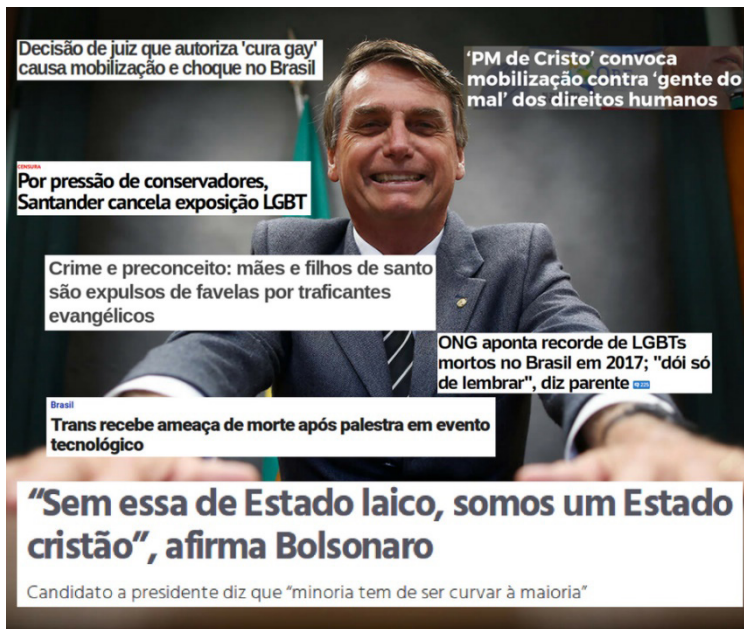 Decisão de juiz que autoriza 'cura gay'
causa mobilização e choque no Brasil
‘PM de Cristo’ convoca
mobilização contra ‘gente do
mal’ dos direitos humanos
CENSURA
Por pressão de conservadores,
Santander cancela exposição LGBT
Crime e preconceito: mães e filhos de santo
são expulsos de favelas por traficantes
evangélicos
ONG aponta recorde de LGBTs
mortos no Brasil em 2017; "dói só
de lembrar", diz parente
Brasil
Trans recebe ameaça de morte após palestra em evento
tecnológico
“Sem essa de Estado laico, somos um Estado
cristão”, afirma Bolsonaro
Candidato a presidente diz que “minoria tem de ser curvar à maioria”